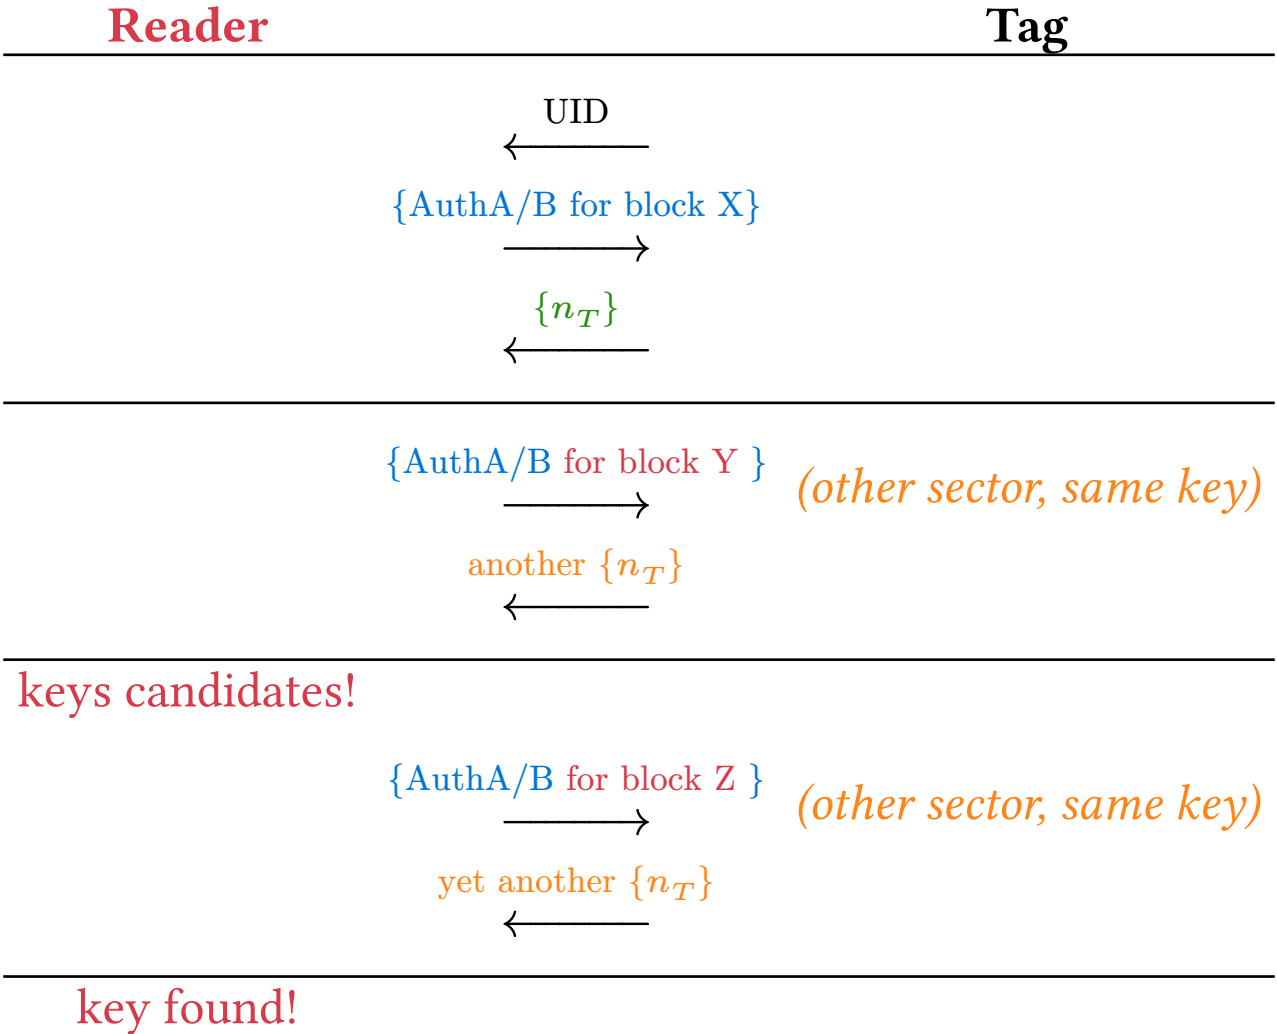 Reader Tag
UID
{AuthA/B for block X}
{n_T}
{AuthA/B for block Y } (other sector, same key)
another {n_T}
keys candidates!
{AuthA/B for block Z } (other sector, same key)
yet another {n_T}
key found!